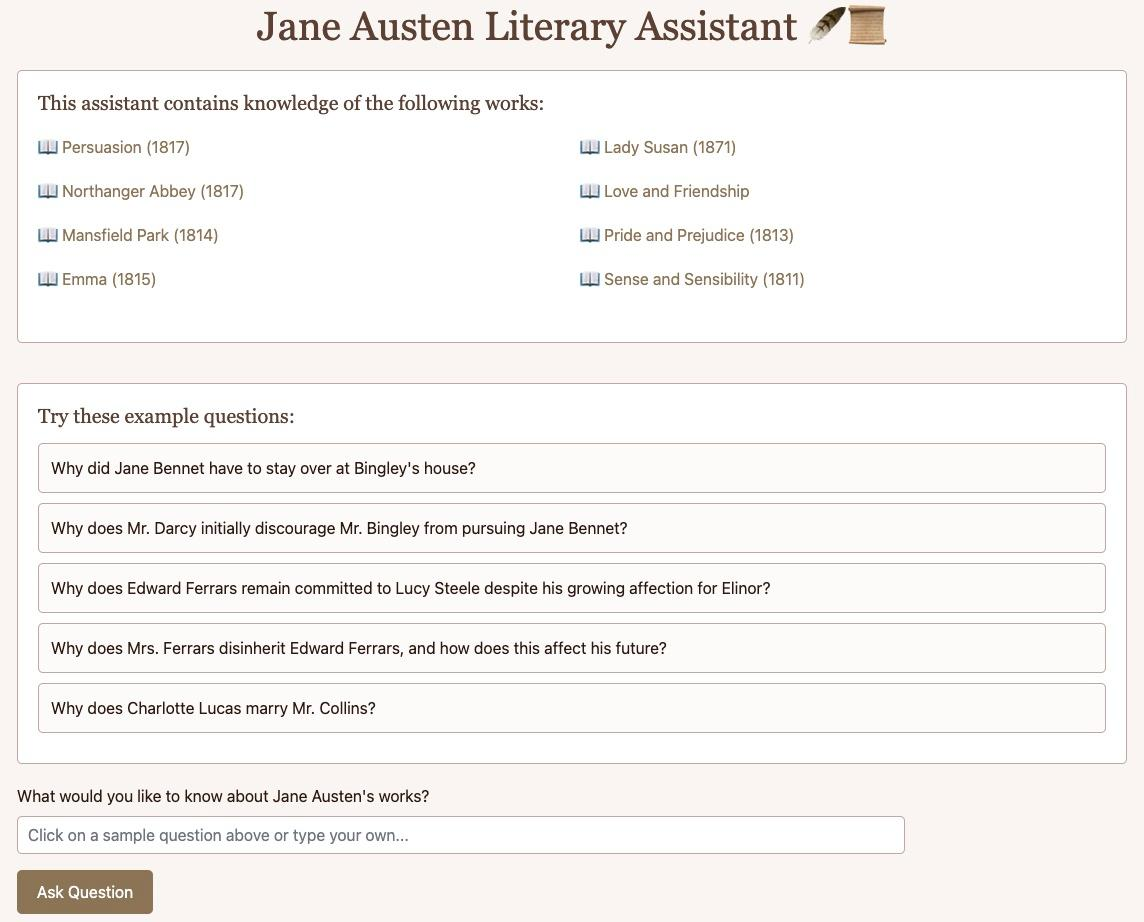 Jane Austen Literary Assistant
This assistant contains knowledge of the following works:
Persuasion (1817)
Northanger Abbey (1817)
Mansfield Park (1814)
Emma (1815)
Lady Susan (1871)
Love and Friendship
Pride and Prejudice (1813)
Sense and Sensibility (1811)
Try these example questions:
Why did Jane Bennet have to stay over at Bingley's house?
Why does Mr. Darcy initially discourage Mr. Bingley from pursuing Jane Bennet?
Why does Edward Ferrars remain committed to Lucy Steele despite his growing affection for Elinor?
Why does Mrs. Ferrars disinherit Edward Ferrars, and how does this affect his future?
Why does Charlotte Lucas marry Mr. Collins?
What would you like to know about Jane Austen's works?
Click on a sample question above or type your own...
Ask Question